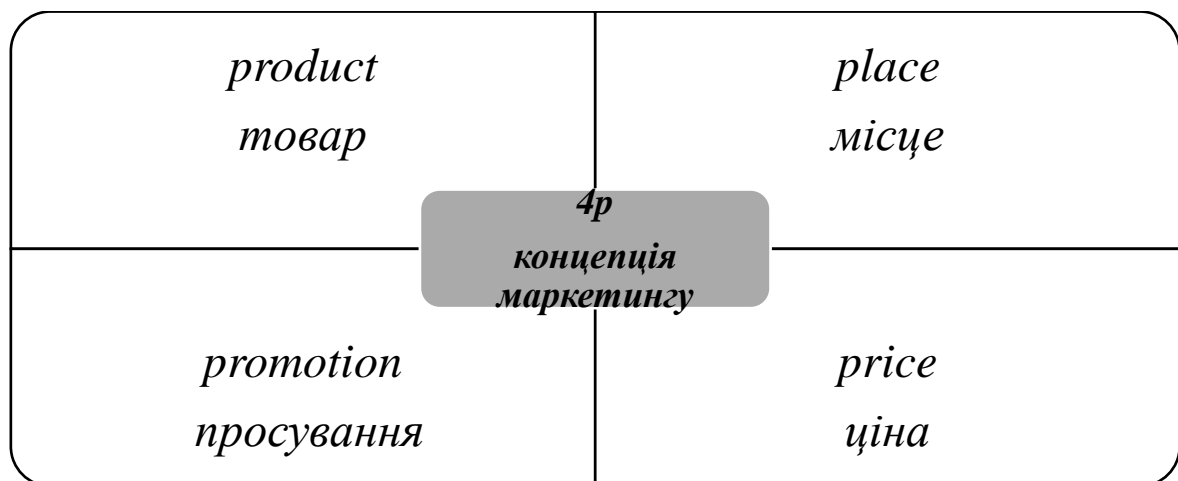 product
товар
place
місце
4p
концепція
маркетингу
promotion
просування
price
ціна